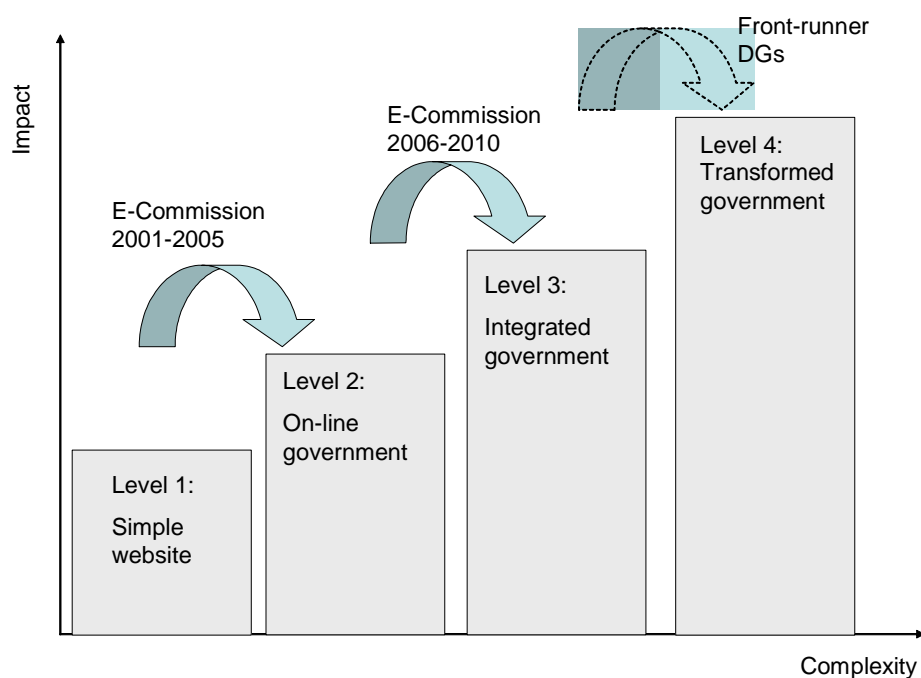 Front-runner
DGs
Impact
E-Commission
2006-2010
Level 4:
Transformed
government
E-Commission
2001-2005
Level 3:
Integrated
government
Level 2:
On-line
government
Level 1:
Simple
website
Complexity